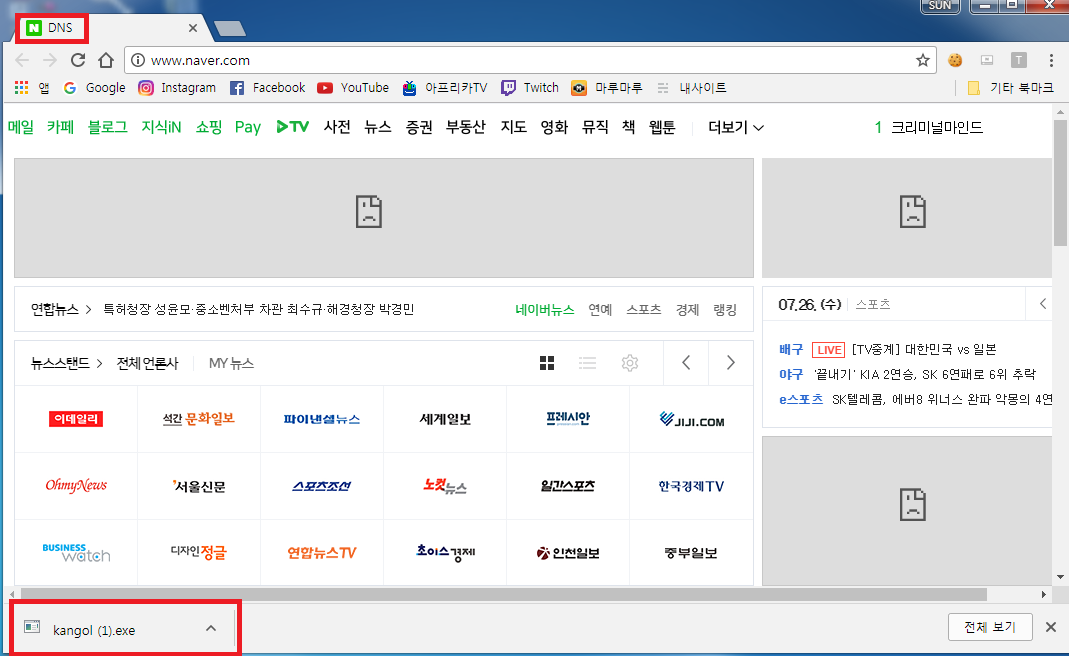 SUN
N DNS
www.naver.com
앱 Google Instagram Facebook YouTube 아프리카TV Twitch 마루마루 내사이트 기타 북마크
메일 카페 블로그 지식iN 쇼핑 Pay TV 사전 뉴스 증권 부동산 지도 영화 뮤직 책 웹툰 더보기 1 크리미널마인드
연합뉴스 > 특허청장 성윤모·중소벤처부 차관 최수규·해경청장 박경민 네이버뉴스 연예 스포츠 경제 랭킹
07.26. (수) 스포츠
뉴스스탠드 > 전체언론사 MY 뉴스
배구 LIVE [TV중계] 대한민국 vs 일본
야구 '끝내기' KIA 2연승, SK 6연패로 6위 추락
e스포츠 SK텔레콤, 에버8 위너스 완파 악몽의 4연
이데일리 석간 문화일보 파이낸셜뉴스 세계일보 프레시안 JIJI.COM
OhmyNews 서울신문 스포츠조선 노컷뉴스 일간스포츠 한국경제TV
BUSINESS watch 디자인정글 연합뉴스TV 초이스경제 인천일보 중부일보
kangol (1).exe 전체 보기